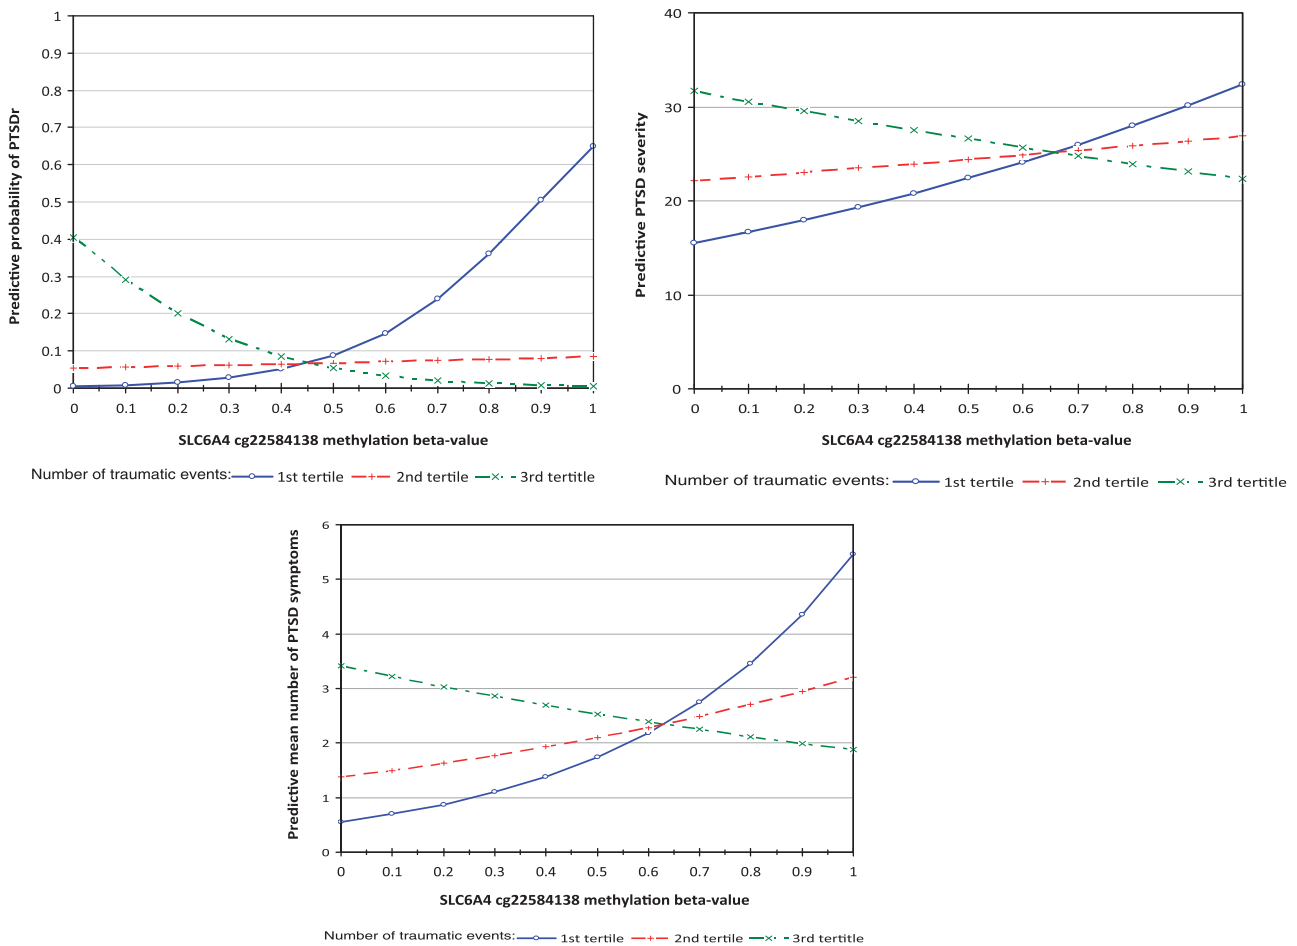 Predictive probability of PTSDr
1
0.9
0.8
0.7
0.6
0.5
0.4
0.3
0.2
0.1
0
0 0.1 0.2 0.3 0.4 0.5 0.6 0.7 0.8 0.9 1
SLC6A4 cg22584138 methylation beta-value
Number of traumatic events: 1st tertile 2nd tertile 3rd tertile
Predictive PTSD severity
40
30
20
10
0
0 0.1 0.2 0.3 0.4 0.5 0.6 0.7 0.8 0.9 1
SLC6A4 cg22584138 methylation beta-value
Number of traumatic events: 1st tertile 2nd tertile 3rd tertitle
Predictive mean number of PTSD symptoms
6
5
4
3
2
1
0
0 0.1 0.2 0.3 0.4 0.5 0.6 0.7 0.8 0.9 1
SLC6A4 cg22584138 methylation beta-value
Number of traumatic events: 1st tertile 2nd tertile 3rd tertitle